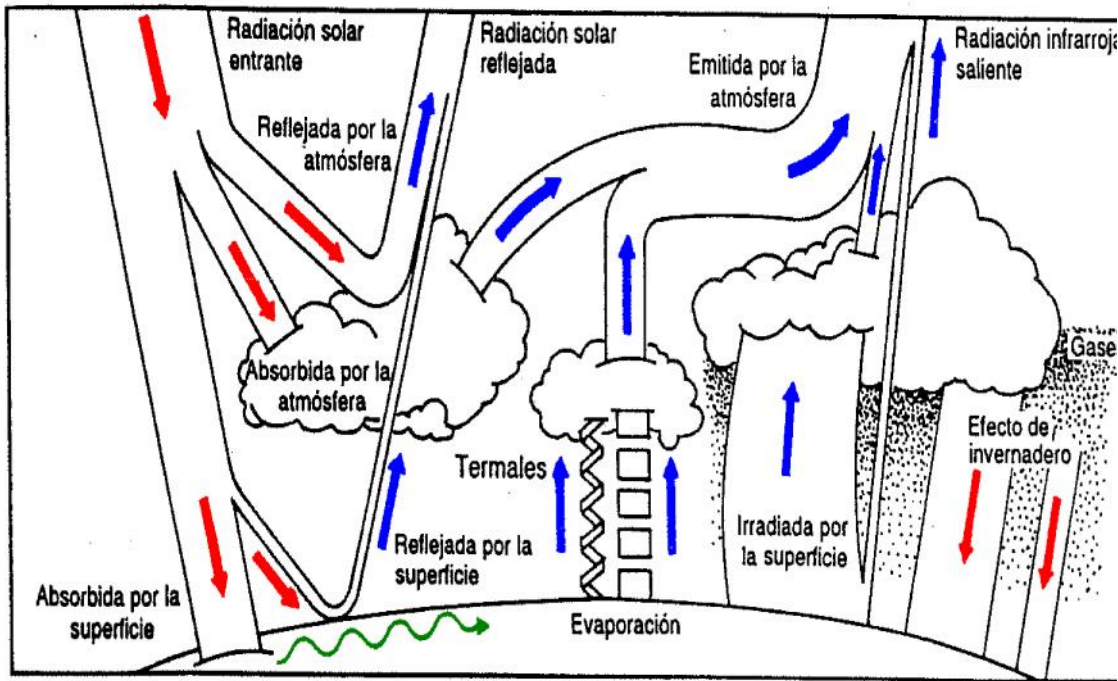 Radiación solar
entrante
Radiación solar
reflejada
Emitida por la
atmósfera
Radiación infrarroja
saliente
Reflejada por la
atmósfera
Absorbida por la
atmósfera
Gase
Efecto de
invernadero
Termales
Irradiada por
la superficie
Reflejada por la
superficie
Absorbida por la
superficie
Evaporación